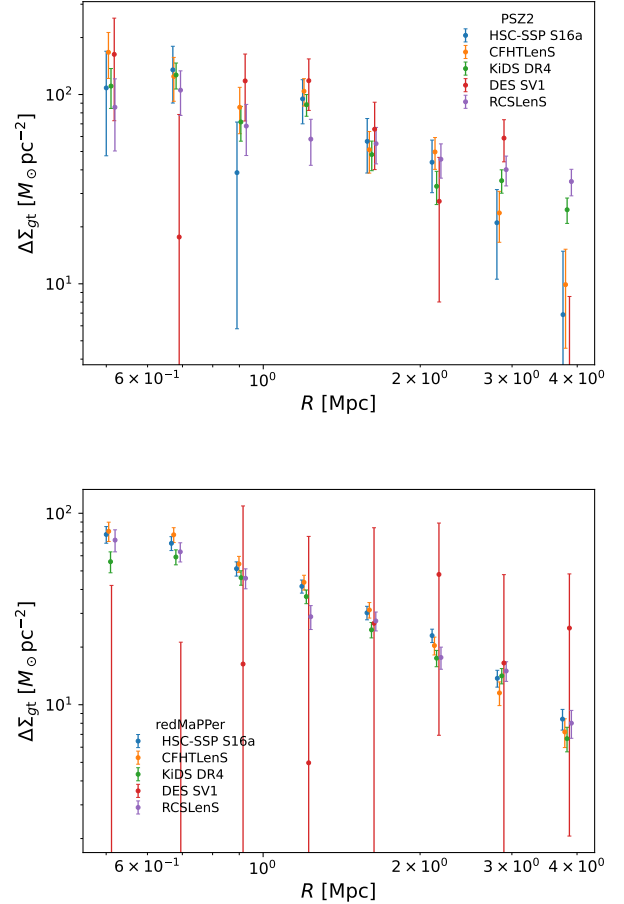 PSZ2
HSC-SSP S16a
CFHTLenS
KiDS DR4
DES SV1
RCSLenS
10²
10¹
ΔΣ_gt [M_⊙ pc⁻²]
6 × 10⁻¹ 10⁰ 2 × 10⁰ 3 × 10⁰ 4 × 10⁰
R [Mpc]
10²
10¹
ΔΣ_gt [M_⊙ pc⁻²]
redMaPPer
HSC-SSP S16a
CFHTLenS
KiDS DR4
DES SV1
RCSLenS
6 × 10⁻¹ 10⁰ 2 × 10⁰ 3 × 10⁰ 4 × 10⁰
R [Mpc]